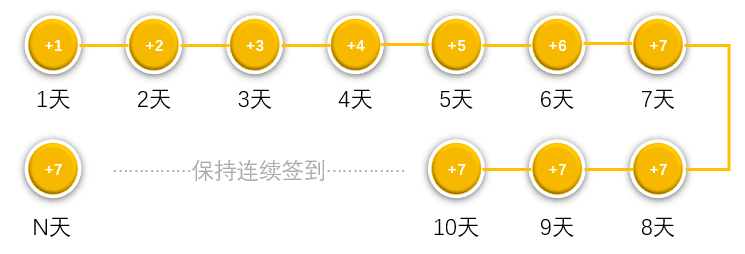 +1 +2 +3 +4 +5 +6 +7
1天 2天 3天 4天 5天 6天 7天
+7 ………………保持连续签到……………… +7 +7 +7
N天 10天 9天 8天